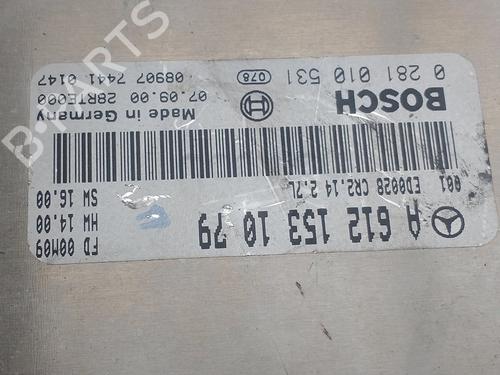 A 612 153 10 79
FD 00M09
HW 14.00
SW 16.00
001 ED0028 CR2.14 2.7L
BOSCH
Made in Germany
07.09.00 28RTE000
0 281 010 531
078
08907 7441 0147
B-PARTS